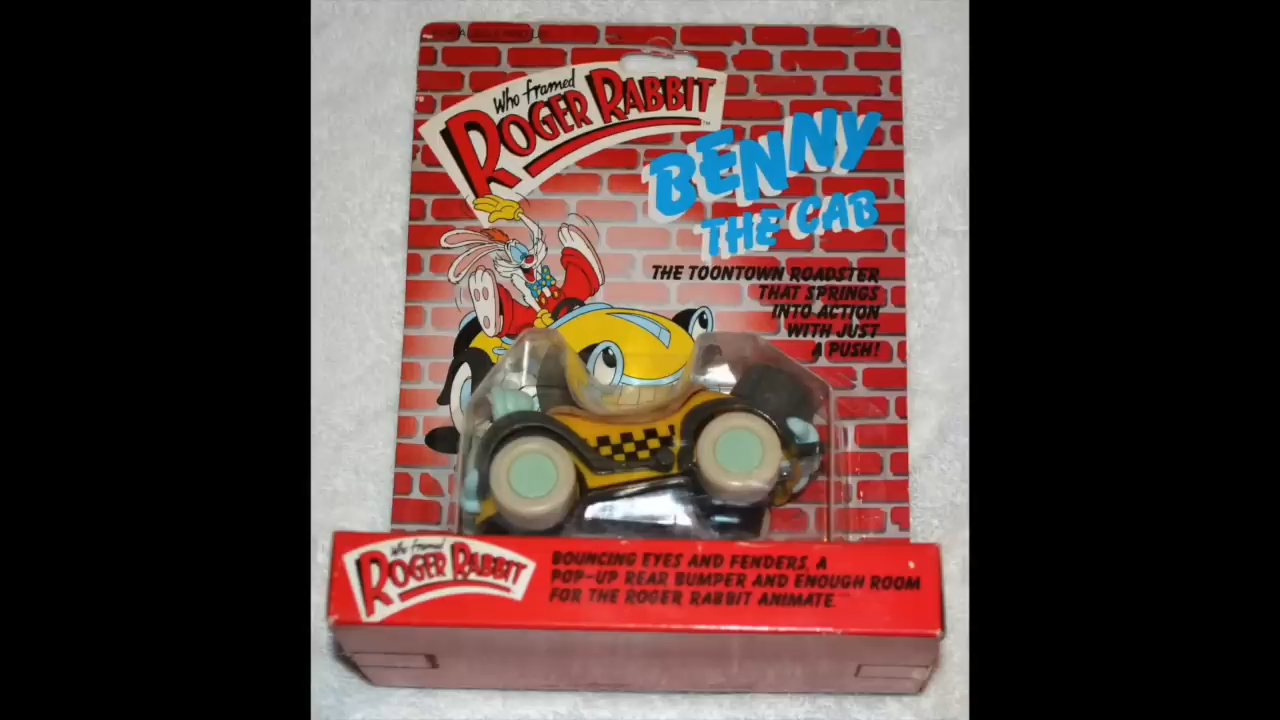 Who framed
ROGER RABBIT™
BENNY
THE CAB
THE TOONTOWN ROADSTER
THAT SPRINGS
INTO ACTION
WITH JUST
A PUSH!
Who framed
ROGER RABBIT
BOUNCING EYES AND FENDERS, A
POP-UP REAR BUMPER AND ENOUGH ROOM
FOR THE ROGER RABBIT ANIMATE.